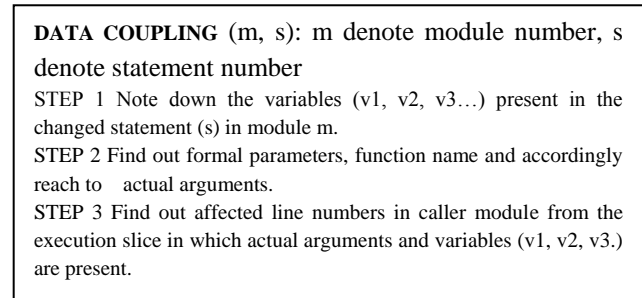 DATA COUPLING (m, s): m denote module number, s
denote statement number
STEP 1 Note down the variables (v1, v2, v3…) present in the
changed statement (s) in module m.
STEP 2 Find out formal parameters, function name and accordingly
reach to actual arguments.
STEP 3 Find out affected line numbers in caller module from the
execution slice in which actual arguments and variables (v1, v2, v3.)
are present.